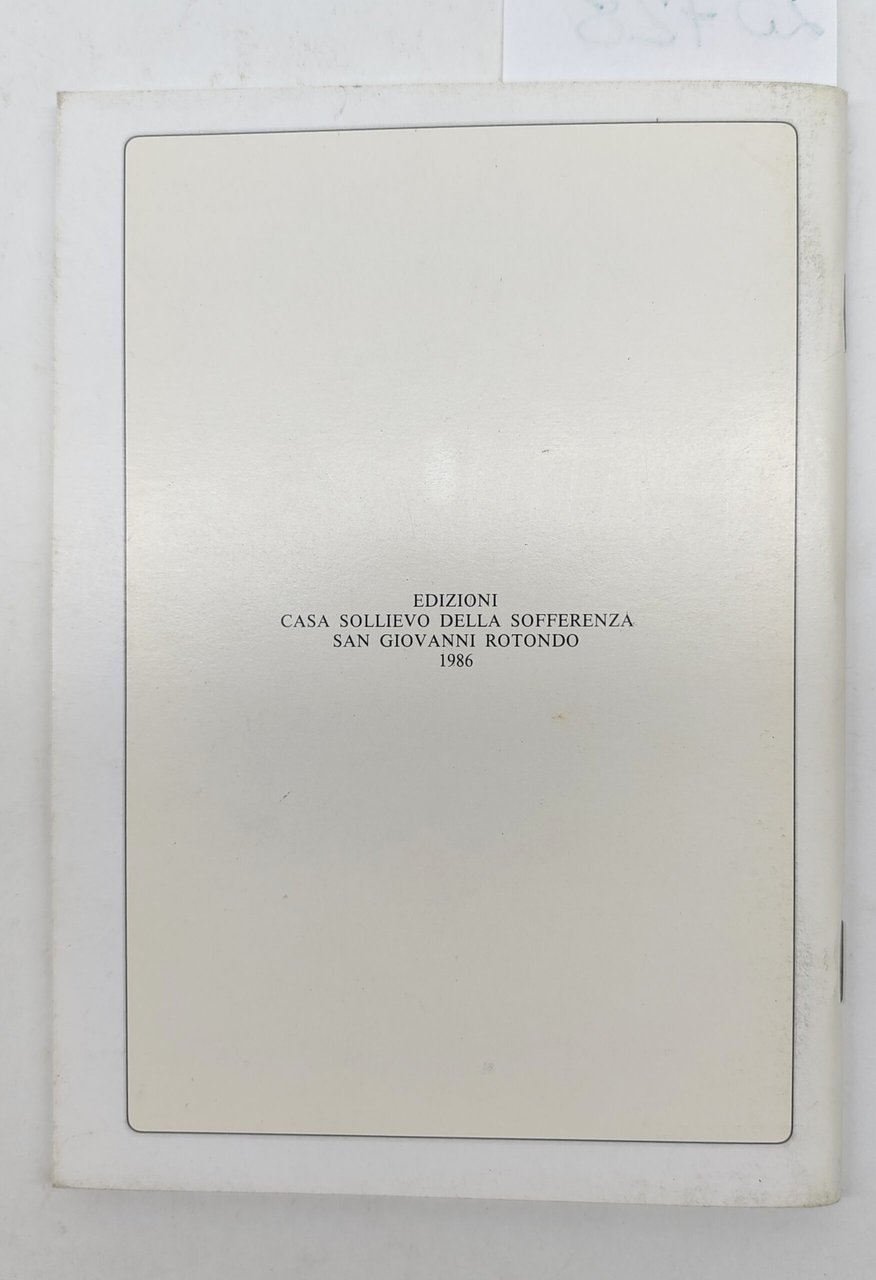 EDIZIONI
CASA SOLLIEVO DELLA SOFFERENZA
SAN GIOVANNI ROTONDO
1986